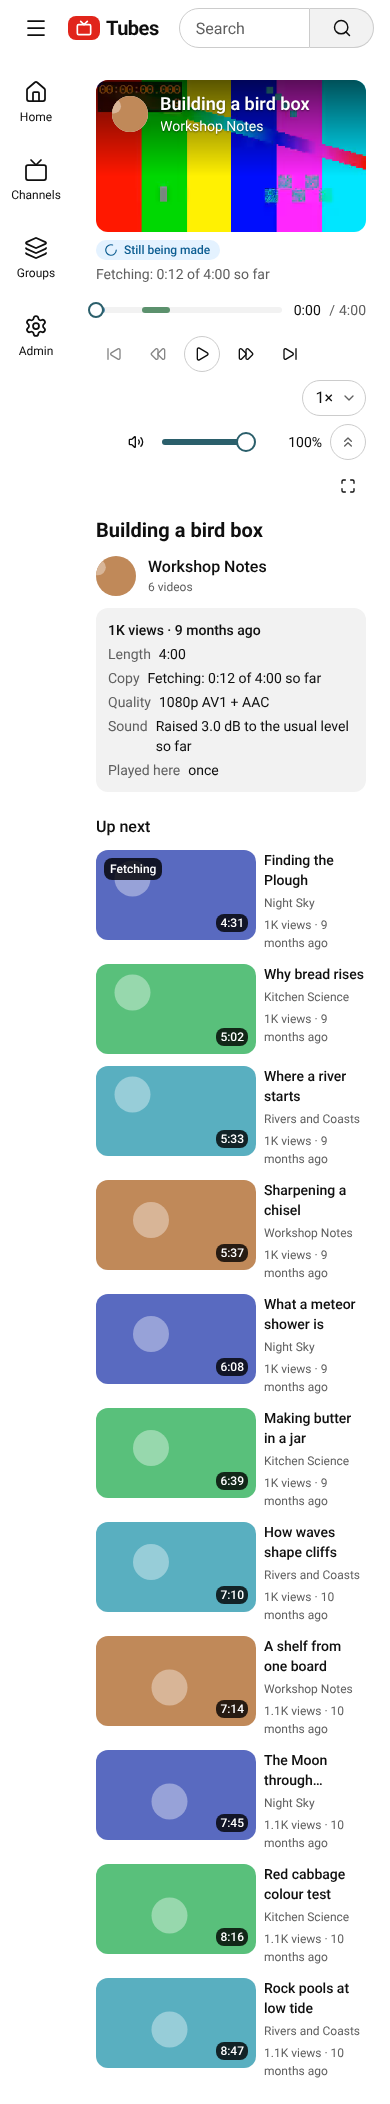 Tubes
Search
Home
Channels
Groups
Admin
00:00:00.000
Building a bird box
Workshop Notes
Still being made
Fetching: 0:12 of 4:00 so far
0:00 / 4:00
1×
100%
Building a bird box
Workshop Notes
6 videos
1K views · 9 months ago
Length 4:00
Copy Fetching: 0:12 of 4:00 so far
Quality 1080p AV1 + AAC
Sound Raised 3.0 dB to the usual level
so far
Played here once
Up next
Fetching
4:31
Finding the
Plough
Night Sky
1K views · 9
months ago
5:02
Why bread rises
Kitchen Science
1K views · 9
months ago
5:33
Where a river
starts
Rivers and Coasts
1K views · 9
months ago
5:37
Sharpening a
chisel
Workshop Notes
1K views · 9
months ago
6:08
What a meteor
shower is
Night Sky
1K views · 9
months ago
6:39
Making butter
in a jar
Kitchen Science
1K views · 9
months ago
7:10
How waves
shape cliffs
Rivers and Coasts
1K views · 10
months ago
7:14
A shelf from
one board
Workshop Notes
1.1K views · 10
months ago
7:45
The Moon
through...
Night Sky
1.1K views · 10
months ago
8:16
Red cabbage
colour test
Kitchen Science
1.1K views · 10
months ago
8:47
Rock pools at
low tide
Rivers and Coasts
1.1K views · 10
months ago